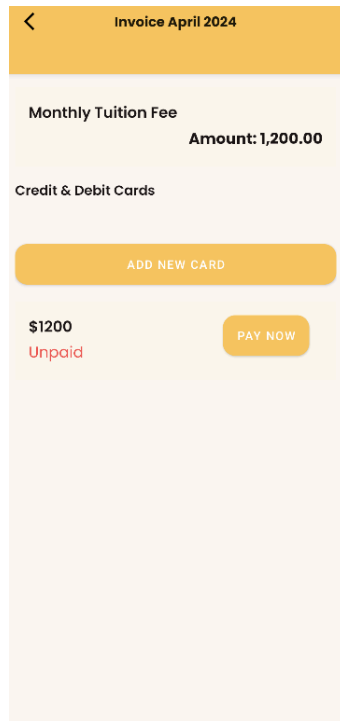 Invoice April 2024
Monthly Tuition Fee
Amount: 1,200.00
Credit & Debit Cards
ADD NEW CARD
$1200
PAY NOW
Unpaid